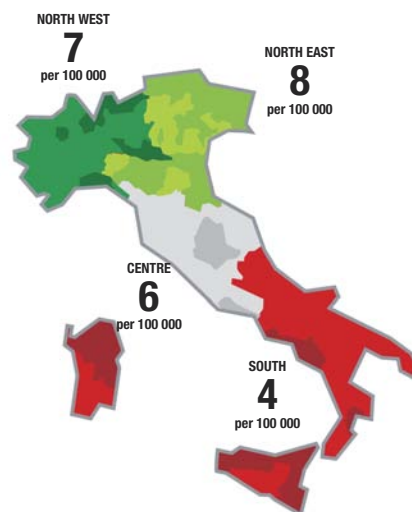 NORTH WEST
7
per 100 000
NORTH EAST
8
per 100 000
CENTRE
6
per 100 000
SOUTH
4
per 100 000